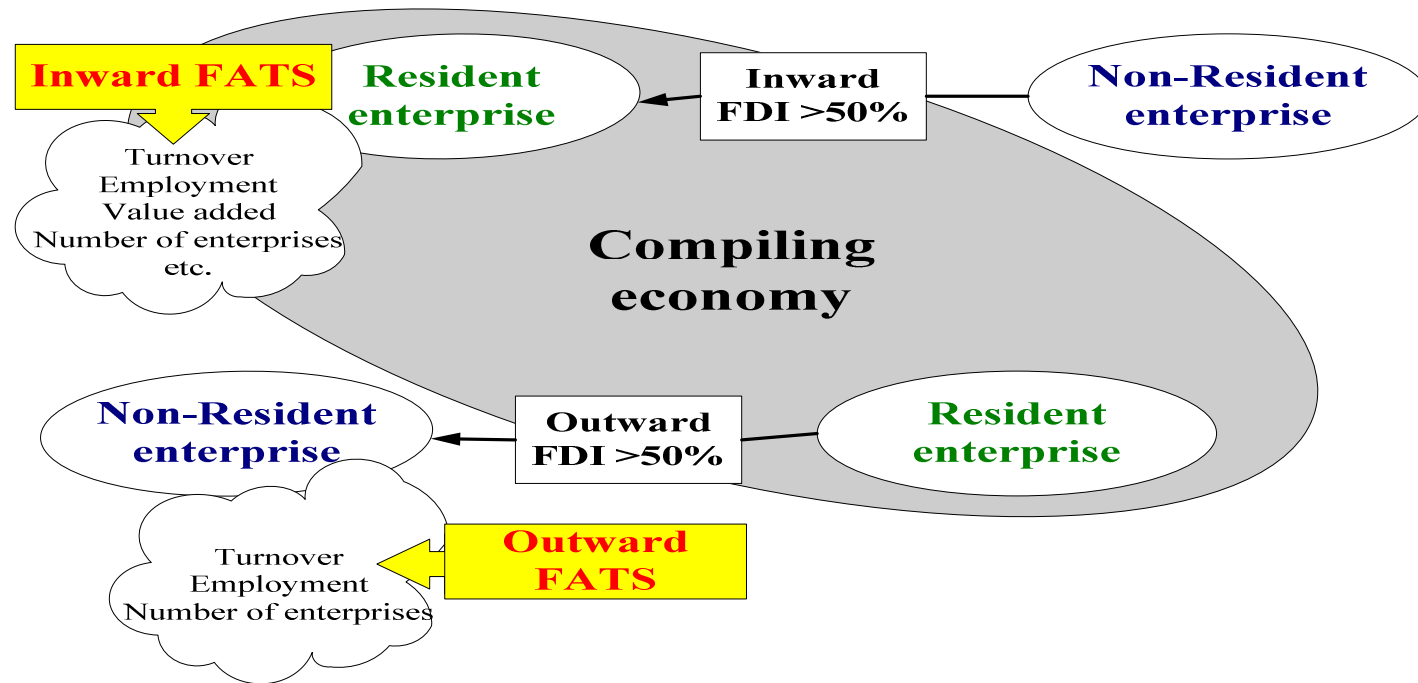 Inward FATS
Resident
enterprise
Inward
FDI >50%
Non-Resident
enterprise
Turnover
Employment
Value added
Number of enterprises
etc.
Compiling
economy
Non-Resident
enterprise
Outward
FDI >50%
Resident
enterprise
Turnover
Employment
Number of enterprises
Outward
FATS